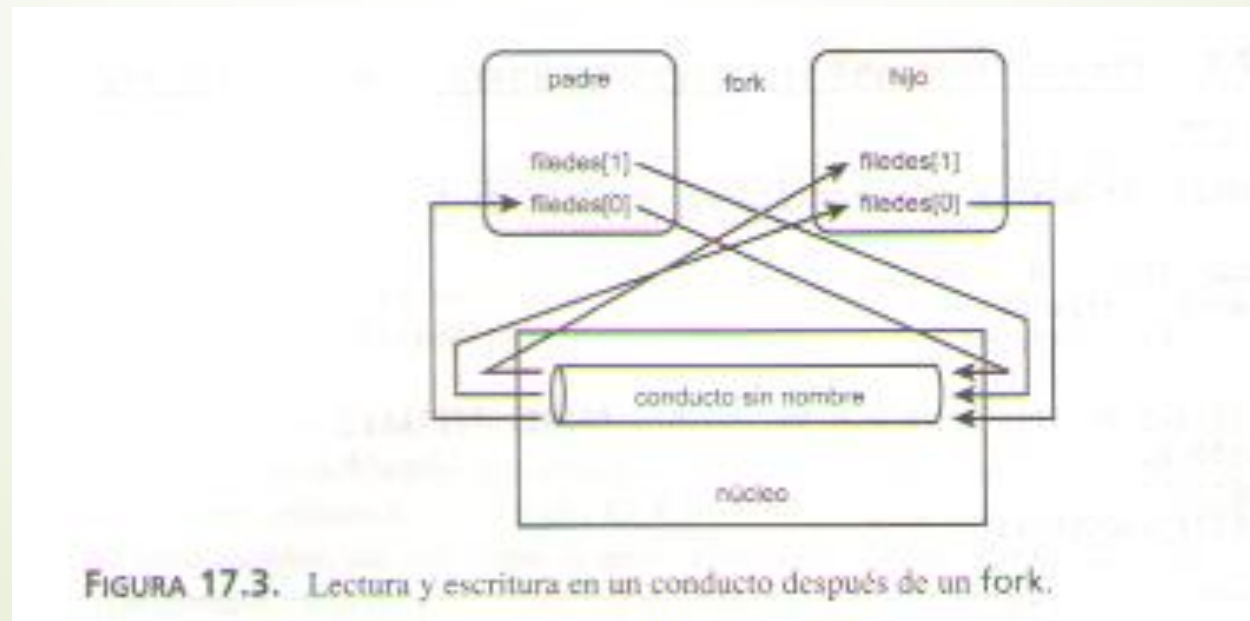 padre fork hijo
filedes[1] filedes[1]
filedes[0] filedes[0]
conducto sin nombre
núcleo
FIGURA 17.3. Lectura y escritura en un conducto después de un fork.